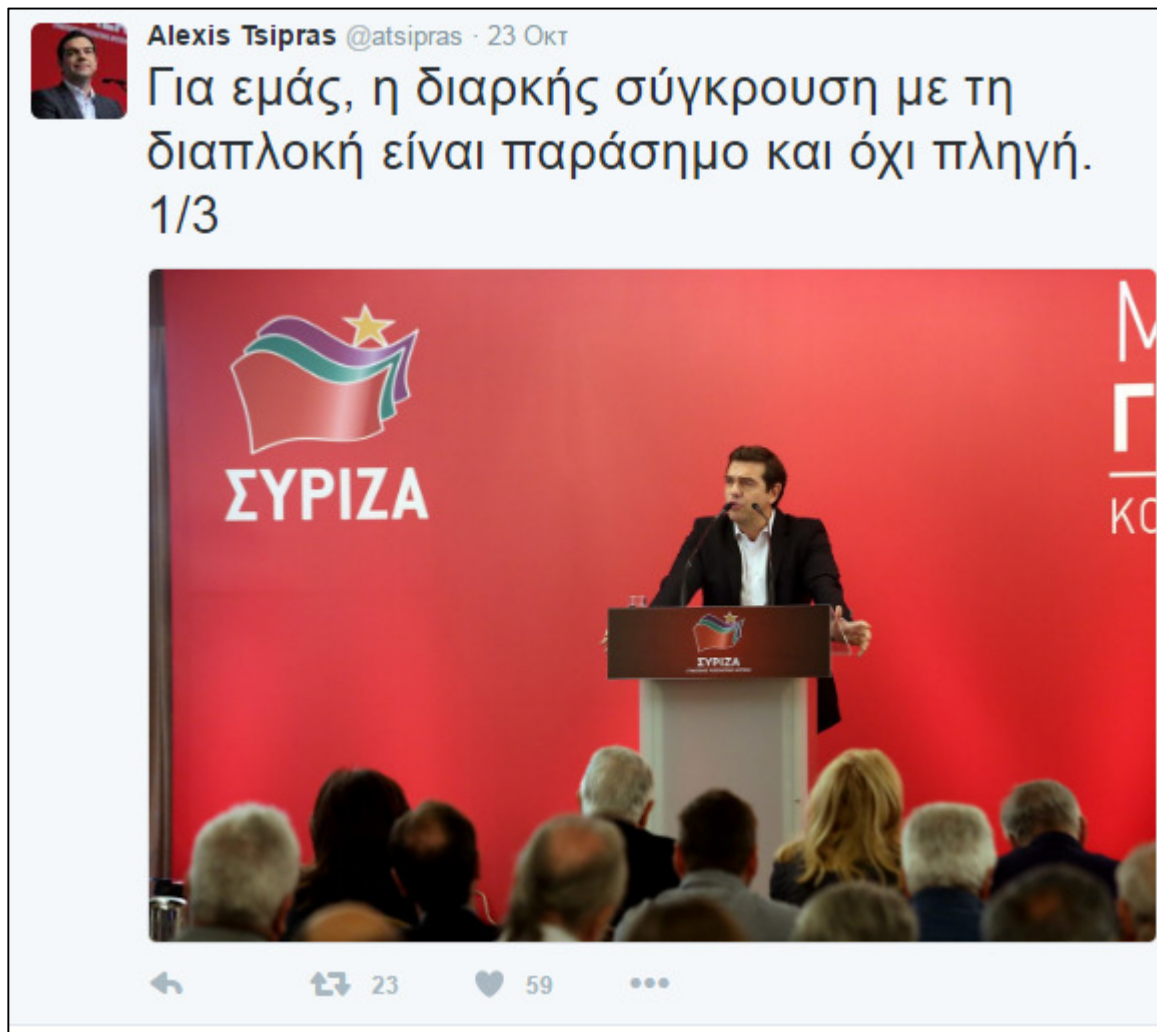 Alexis Tsipras @atsipras · 23 Οκτ
Για εμάς, η διαρκής σύγκρουση με τη
διαπλοκή είναι παράσημο και όχι πληγή.
1/3
ΣΥΡΙΖΑ
Μ
Γ
ΚΟ
ΣΥΡΙΖΑ
23 59